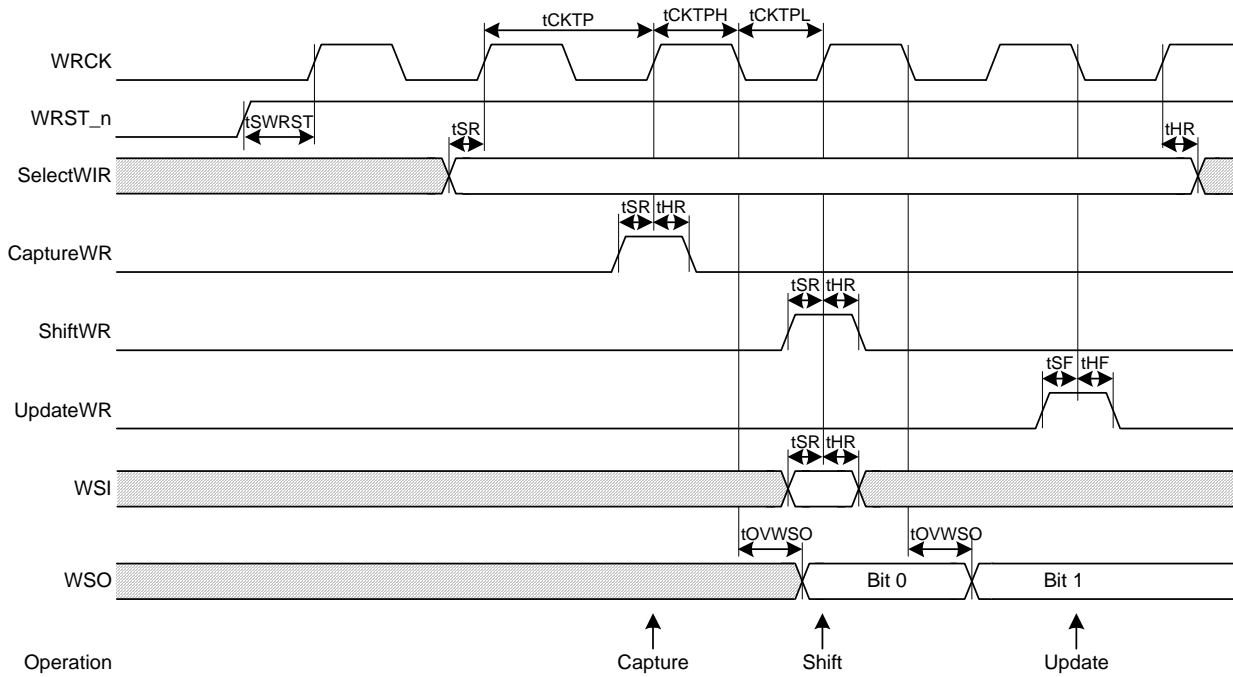 tCKTP tCKTPH tCKTPL
WRCK
WRST_n
tSWRST tSR tHR
SelectWIR
tSR tHR
CaptureWR
tSR tHR
ShiftWR
tSF tHF
UpdateWR
tSR tHR
WSI
tOVWSO tOVWSO
WSO Bit 0 Bit 1
Operation Capture Shift Update